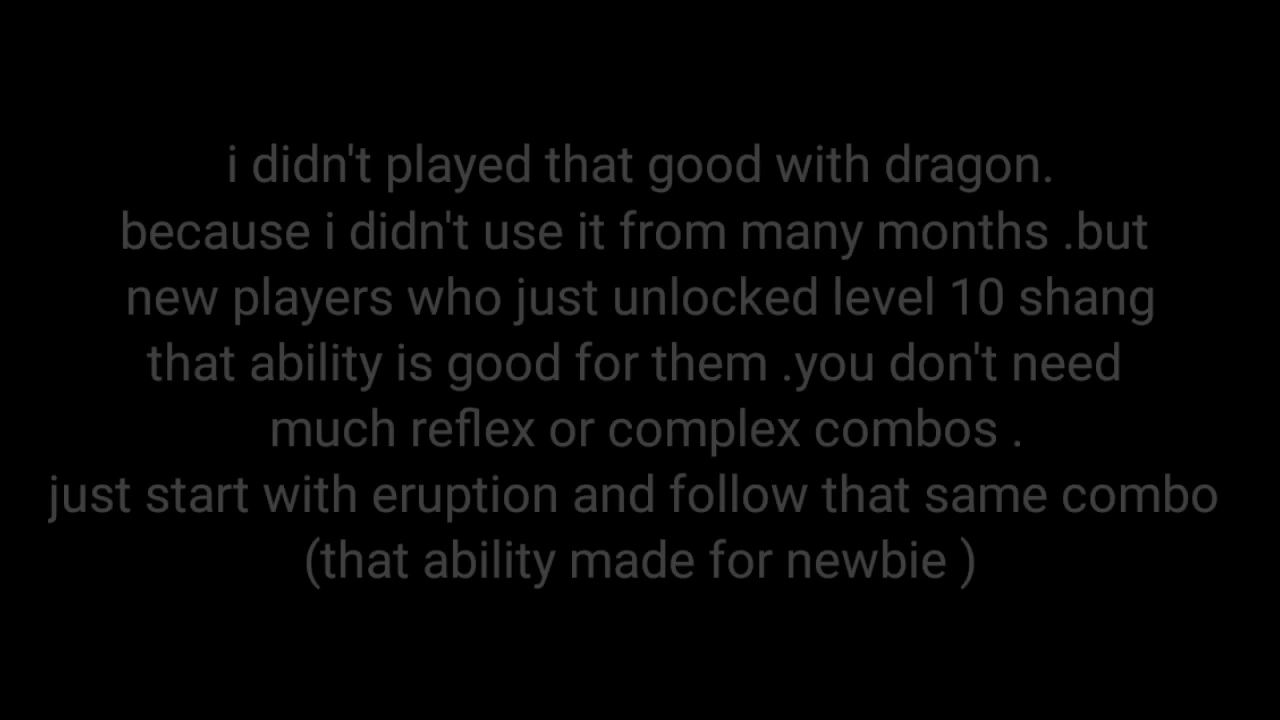 i didn't played that good with dragon.
because i didn't use it from many months .but
new players who just unlocked level 10 shang
that ability is good for them .you don't need
much reflex or complex combos .
just start with eruption and follow that same combo
(that ability made for newbie )